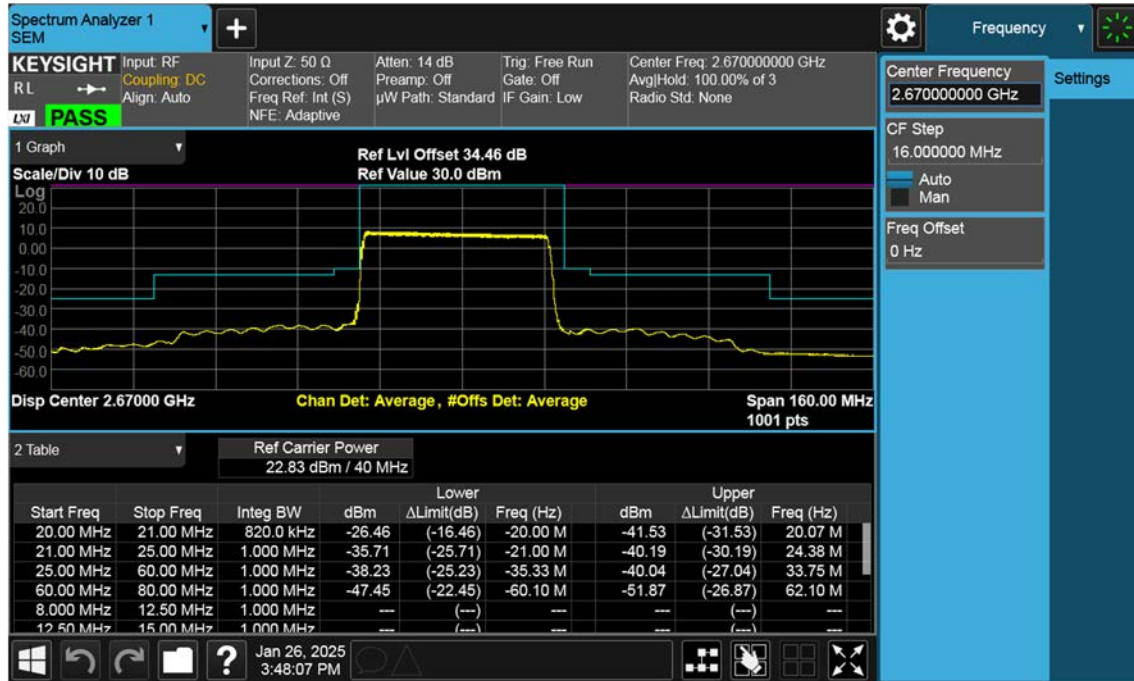 Spectrum Analyzer 1
SEM
Frequency
KEYSIGHT
RL
LXI PASS
Input: RF
Coupling: DC
Align: Auto
Input Z: 50 Ω
Corrections: Off
Freq Ref: Int (S)
NFE: Adaptive
Atten: 14 dB
Preamp: Off
µW Path: Standard
Trig: Free Run
Gate: Off
IF Gain: Low
Center Freq: 2.670000000 GHz
Avg|Hold: 100.00% of 3
Radio Std: None
Center Frequency
2.670000000 GHz
Settings
CF Step
16.000000 MHz
Auto
Man
Freq Offset
0 Hz
1 Graph
Scale/Div 10 dB
Ref Lvl Offset 34.46 dB
Ref Value 30.0 dBm
Log
20.0
10.0
0.00
-10.0
-20.0
-30.0
-40.0
-50.0
-60.0
Disp Center 2.67000 GHz
Chan Det: Average, #Offs Det: Average
Span 160.00 MHz
1001 pts
2 Table
Ref Carrier Power
22.83 dBm / 40 MHz
Lower Upper
Start Freq Stop Freq Integ BW dBm ΔLimit(dB) Freq (Hz) dBm ΔLimit(dB) Freq (Hz)
20.00 MHz 21.00 MHz 820.0 kHz -26.46 (-16.46) -20.00 M -41.53 (-31.53) 20.07 M
21.00 MHz 25.00 MHz 1.000 MHz -35.71 (-25.71) -21.00 M -40.19 (-30.19) 24.38 M
25.00 MHz 60.00 MHz 1.000 MHz -38.23 (-25.23) -35.33 M -40.04 (-27.04) 33.75 M
60.00 MHz 80.00 MHz 1.000 MHz -47.45 (-22.45) -60.10 M -51.87 (-26.87) 62.10 M
8.000 MHz 12.50 MHz 1.000 MHz --- (---) --- --- (---) ---
12.50 MHz 15.00 MHz 1.000 MHz --- (---) --- --- (---) ---
?
Jan 26, 2025
3:48:07 PM